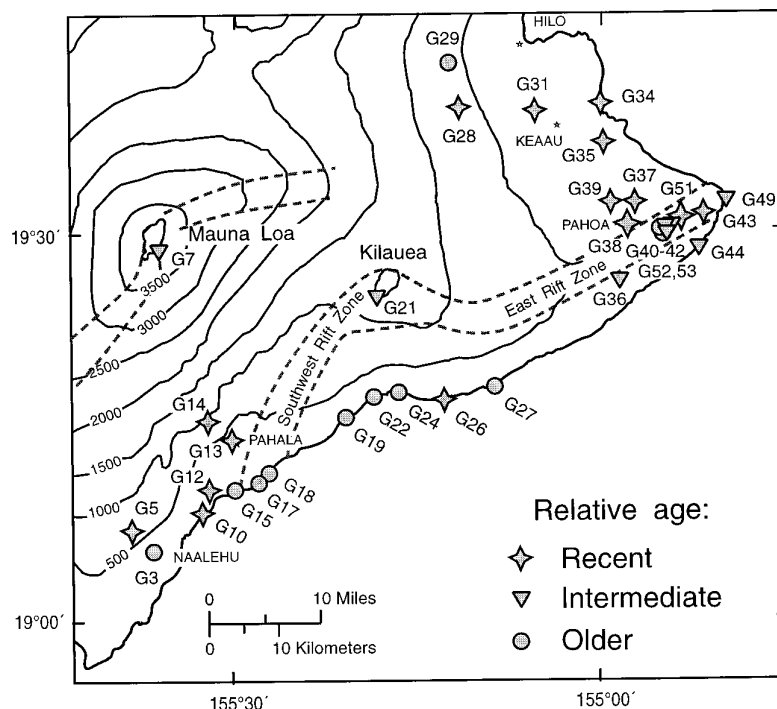 HILO
G29
G31
G34
G28
KEAAU
G35
G37
G39
G51
G49
PAHOA
G43
G38
G40-42
G44
G52,53
G36
19°30´
Mauna Loa
G7
Kilauea
G21
East Rift Zone
Southwest Rift Zone
3500
3000
2500
2000
1500
1000
500
G14
G13
PAHALA
G12
G5
G10
G15
G17
G18
G19
G22
G24
G26
G27
G3
NAALEHU
Relative age:
Recent
Intermediate
Older
0 10 Miles
0 10 Kilometers
19°00´
155°30´
155°00´